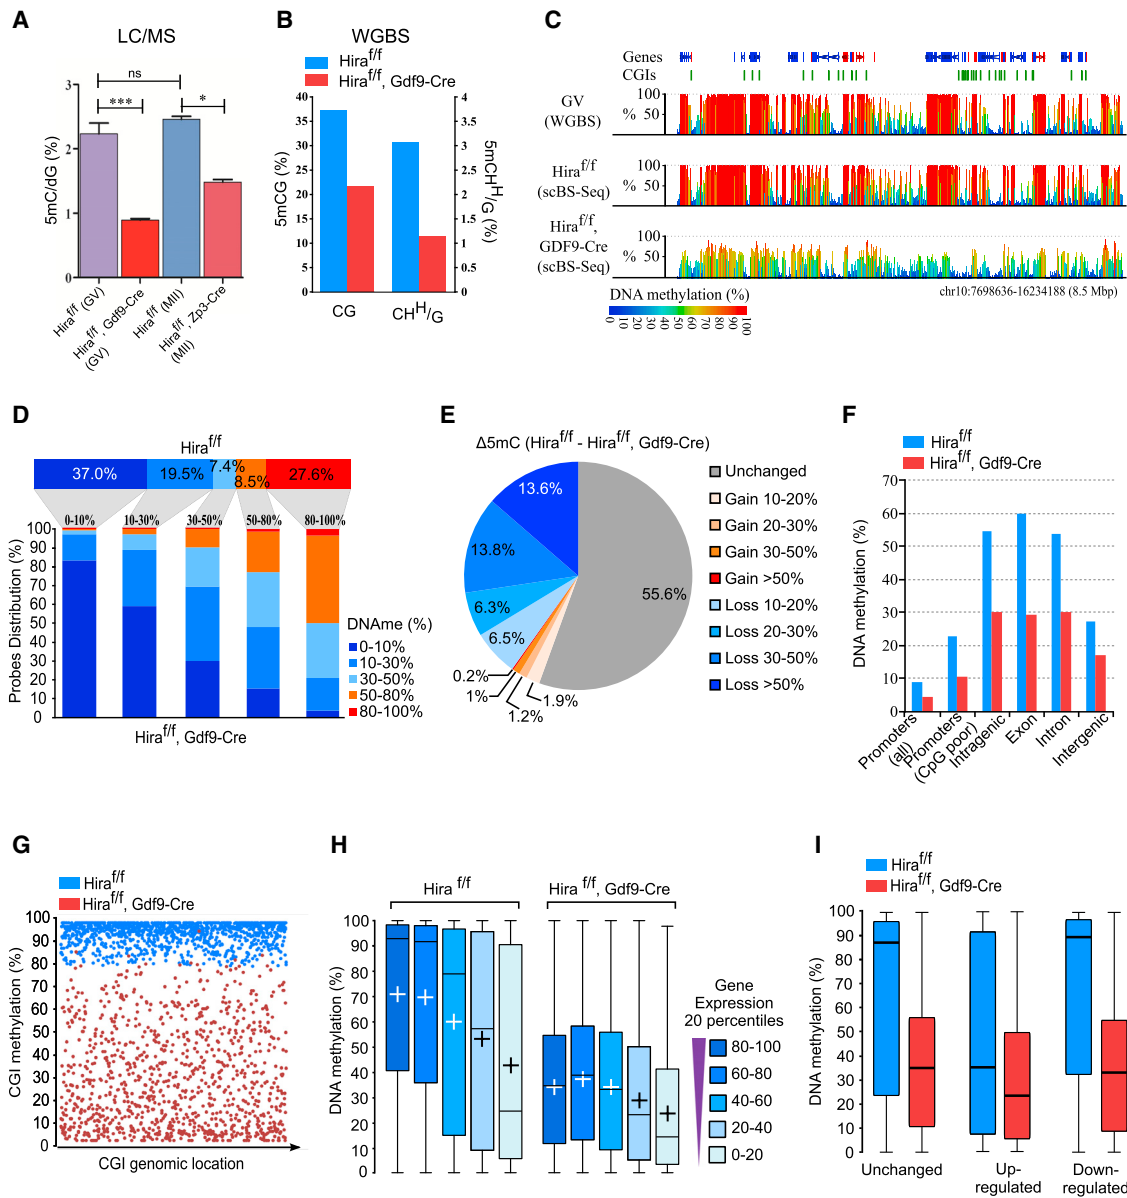 A
LC/MS
5mC/dG (%)
3
2
1
0
ns
***
*
Hira f/f (GV)
Hira f/f, Gdf9-Cre (GV)
Hira f/f (MII)
Hira f/f, Zp3-Cre (MII)
B
WGBS
Hira f/f
Hira f/f, Gdf9-Cre
5mCG (%)
40
35
30
25
20
15
10
5
0
4
3.5
3
2.5
2
1.5
1
0.5
0
5mCH H/G (%)
CG
CH H/G
C
Genes
CGIs
GV (WGBS)
% 100 50
Hira f/f (scBS-Seq)
% 100 50
Hira f/f, GDF9-Cre (scBS-Seq)
% 100 50
chr10:7698636-16234188 (8.5 Mbp)
DNA methylation (%)
0 10 20 30 40 50 60 70 80 90 100
D
Hira f/f
37.0% 19.5% 7.4% 8.5% 27.6%
0-10% 10-30% 30-50% 50-80% 80-100%
Probes Distribution (%)
100
90
80
70
60
50
40
30
20
10
0
Hira f/f, Gdf9-Cre
DNAme (%)
0-10%
10-30%
30-50%
50-80%
80-100%
E
Δ5mC (Hira f/f - Hira f/f, Gdf9-Cre)
13.6%
13.8%
6.3%
6.5%
0.2%
1%
1.2%
1.9%
55.6%
Unchanged
Gain 10-20%
Gain 20-30%
Gain 30-50%
Gain >50%
Loss 10-20%
Loss 20-30%
Loss 30-50%
Loss >50%
F
Hira f/f
Hira f/f, Gdf9-Cre
DNA methylation (%)
70
60
50
40
30
20
10
0
Promoters (all)
Promoters (CpG poor)
Intragenic
Exon
Intron
Intergenic
G
Hira f/f
Hira f/f, Gdf9-Cre
CGI methylation (%)
100
90
80
70
60
50
40
30
20
10
0
CGI genomic location
H
Hira f/f
Hira f/f, Gdf9-Cre
DNA methylation (%)
100
90
80
70
60
50
40
30
20
10
0
Gene
Expression
20 percentiles
80-100
60-80
40-60
20-40
0-20
I
Hira f/f
Hira f/f, Gdf9-Cre
DNA methylation (%)
100
90
80
70
60
50
40
30
20
10
0
Unchanged
Up-
regulated
Down-
regulated